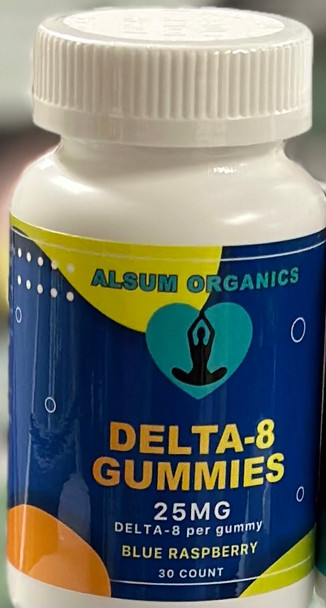 ALSUM ORGANICS
DELTA-8
GUMMIES
25MG
DELTA-8 per gummy
BLUE RASPBERRY
30 COUNT